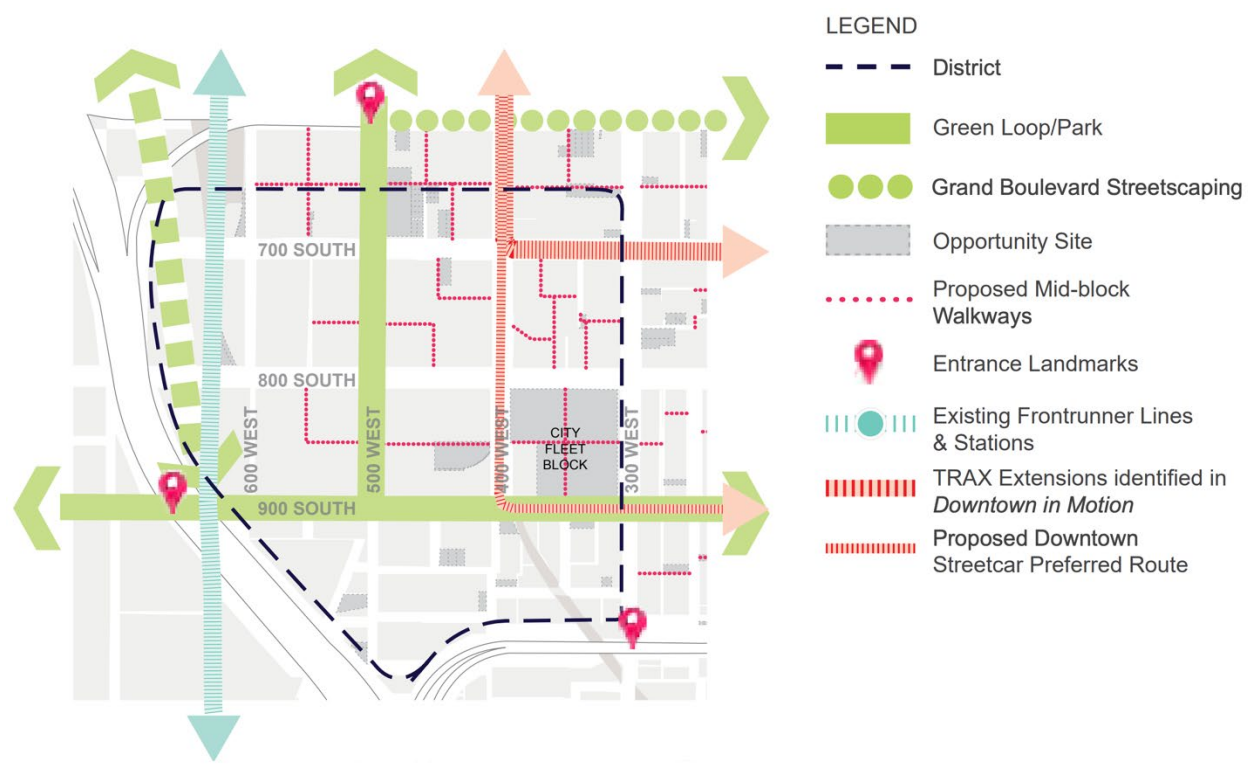 LEGEND
District
Green Loop/Park
Grand Boulevard Streetscaping
Opportunity Site
Proposed Mid-block
Walkways
Entrance Landmarks
Existing Frontrunner Lines
& Stations
TRAX Extensions identified in
Downtown in Motion
Proposed Downtown
Streetcar Preferred Route
700 SOUTH
800 SOUTH
900 SOUTH
600 WEST
500 WEST
400 WEST
300 WEST
CITY
FLEET
BLOCK